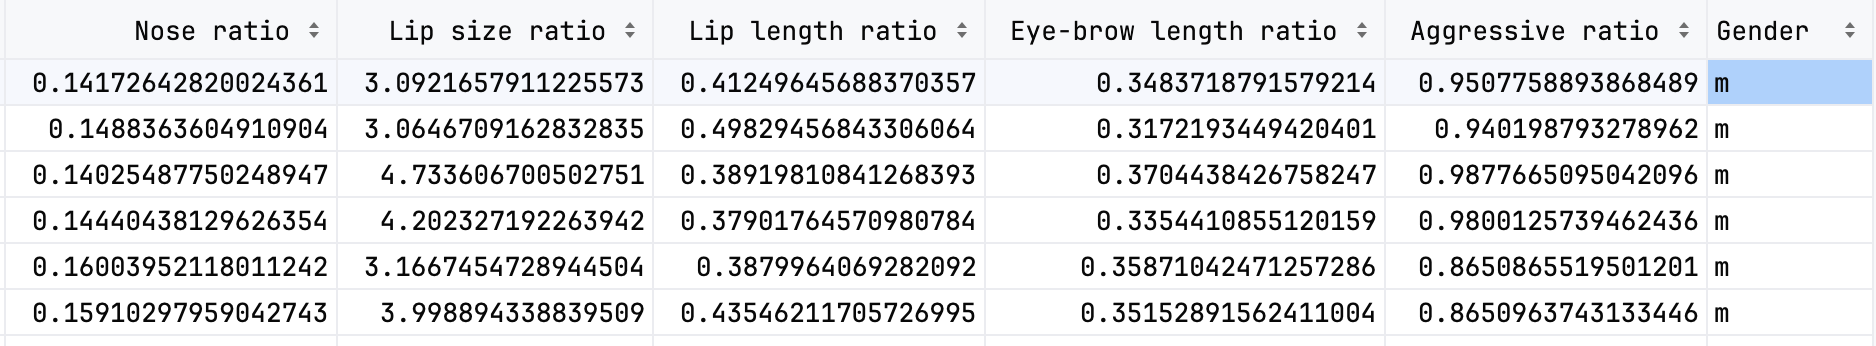 Nose ratio Lip size ratio Lip length ratio Eye-brow length ratio Aggressive ratio Gender
0.14172642820024361 3.0921657911225573 0.41249645688370357 0.3483718791579214 0.9507758893868489 m
0.1488363604910904 3.0646709162832835 0.49829456843306064 0.3172193449420401 0.940198793278962 m
0.14025487750248947 4.733606700502751 0.38919810841268393 0.3704438426758247 0.9877665095042096 m
0.14440438129626354 4.202327192263942 0.37901764570980784 0.3354410855120159 0.9800125739462436 m
0.16003952118011242 3.1667454728944504 0.3879964069282092 0.35871042471257286 0.8650865519501201 m
0.15910297959042743 3.998894338839509 0.43546211705726995 0.35152891562411004 0.8650963743133446 m